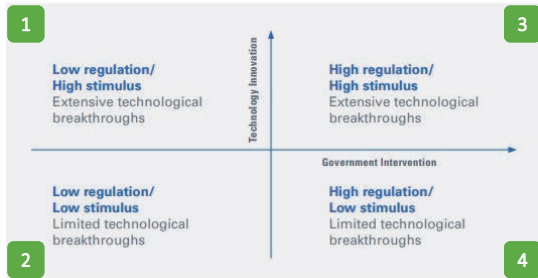 1
3
Low regulation/
High stimulus
Extensive technological
breakthroughs
Technology Innovation
High regulation/
High stimulus
Extensive technological
breakthroughs
Government Intervention
Low regulation/
Low stimulus
Limited technological
breakthroughs
High regulation/
Low stimulus
Limited technological
breakthroughs
2
4